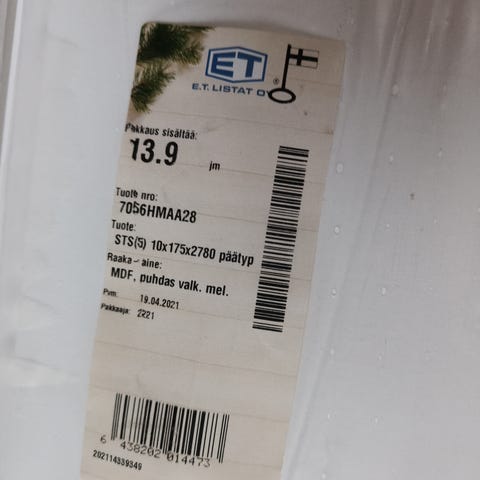 ET
®
E.T. LISTAT OY
Pakkaus sisältää:
13.9 jm
Tuote nro:
7056HMAA28
Tuote:
STS(5) 10x175x2780 päätyp
Raaka - aine:
MDF, puhdas valk. mel.
Pvm: 19.04.2021
Pakkaaja: 2221
6 438202 014473
202114339349